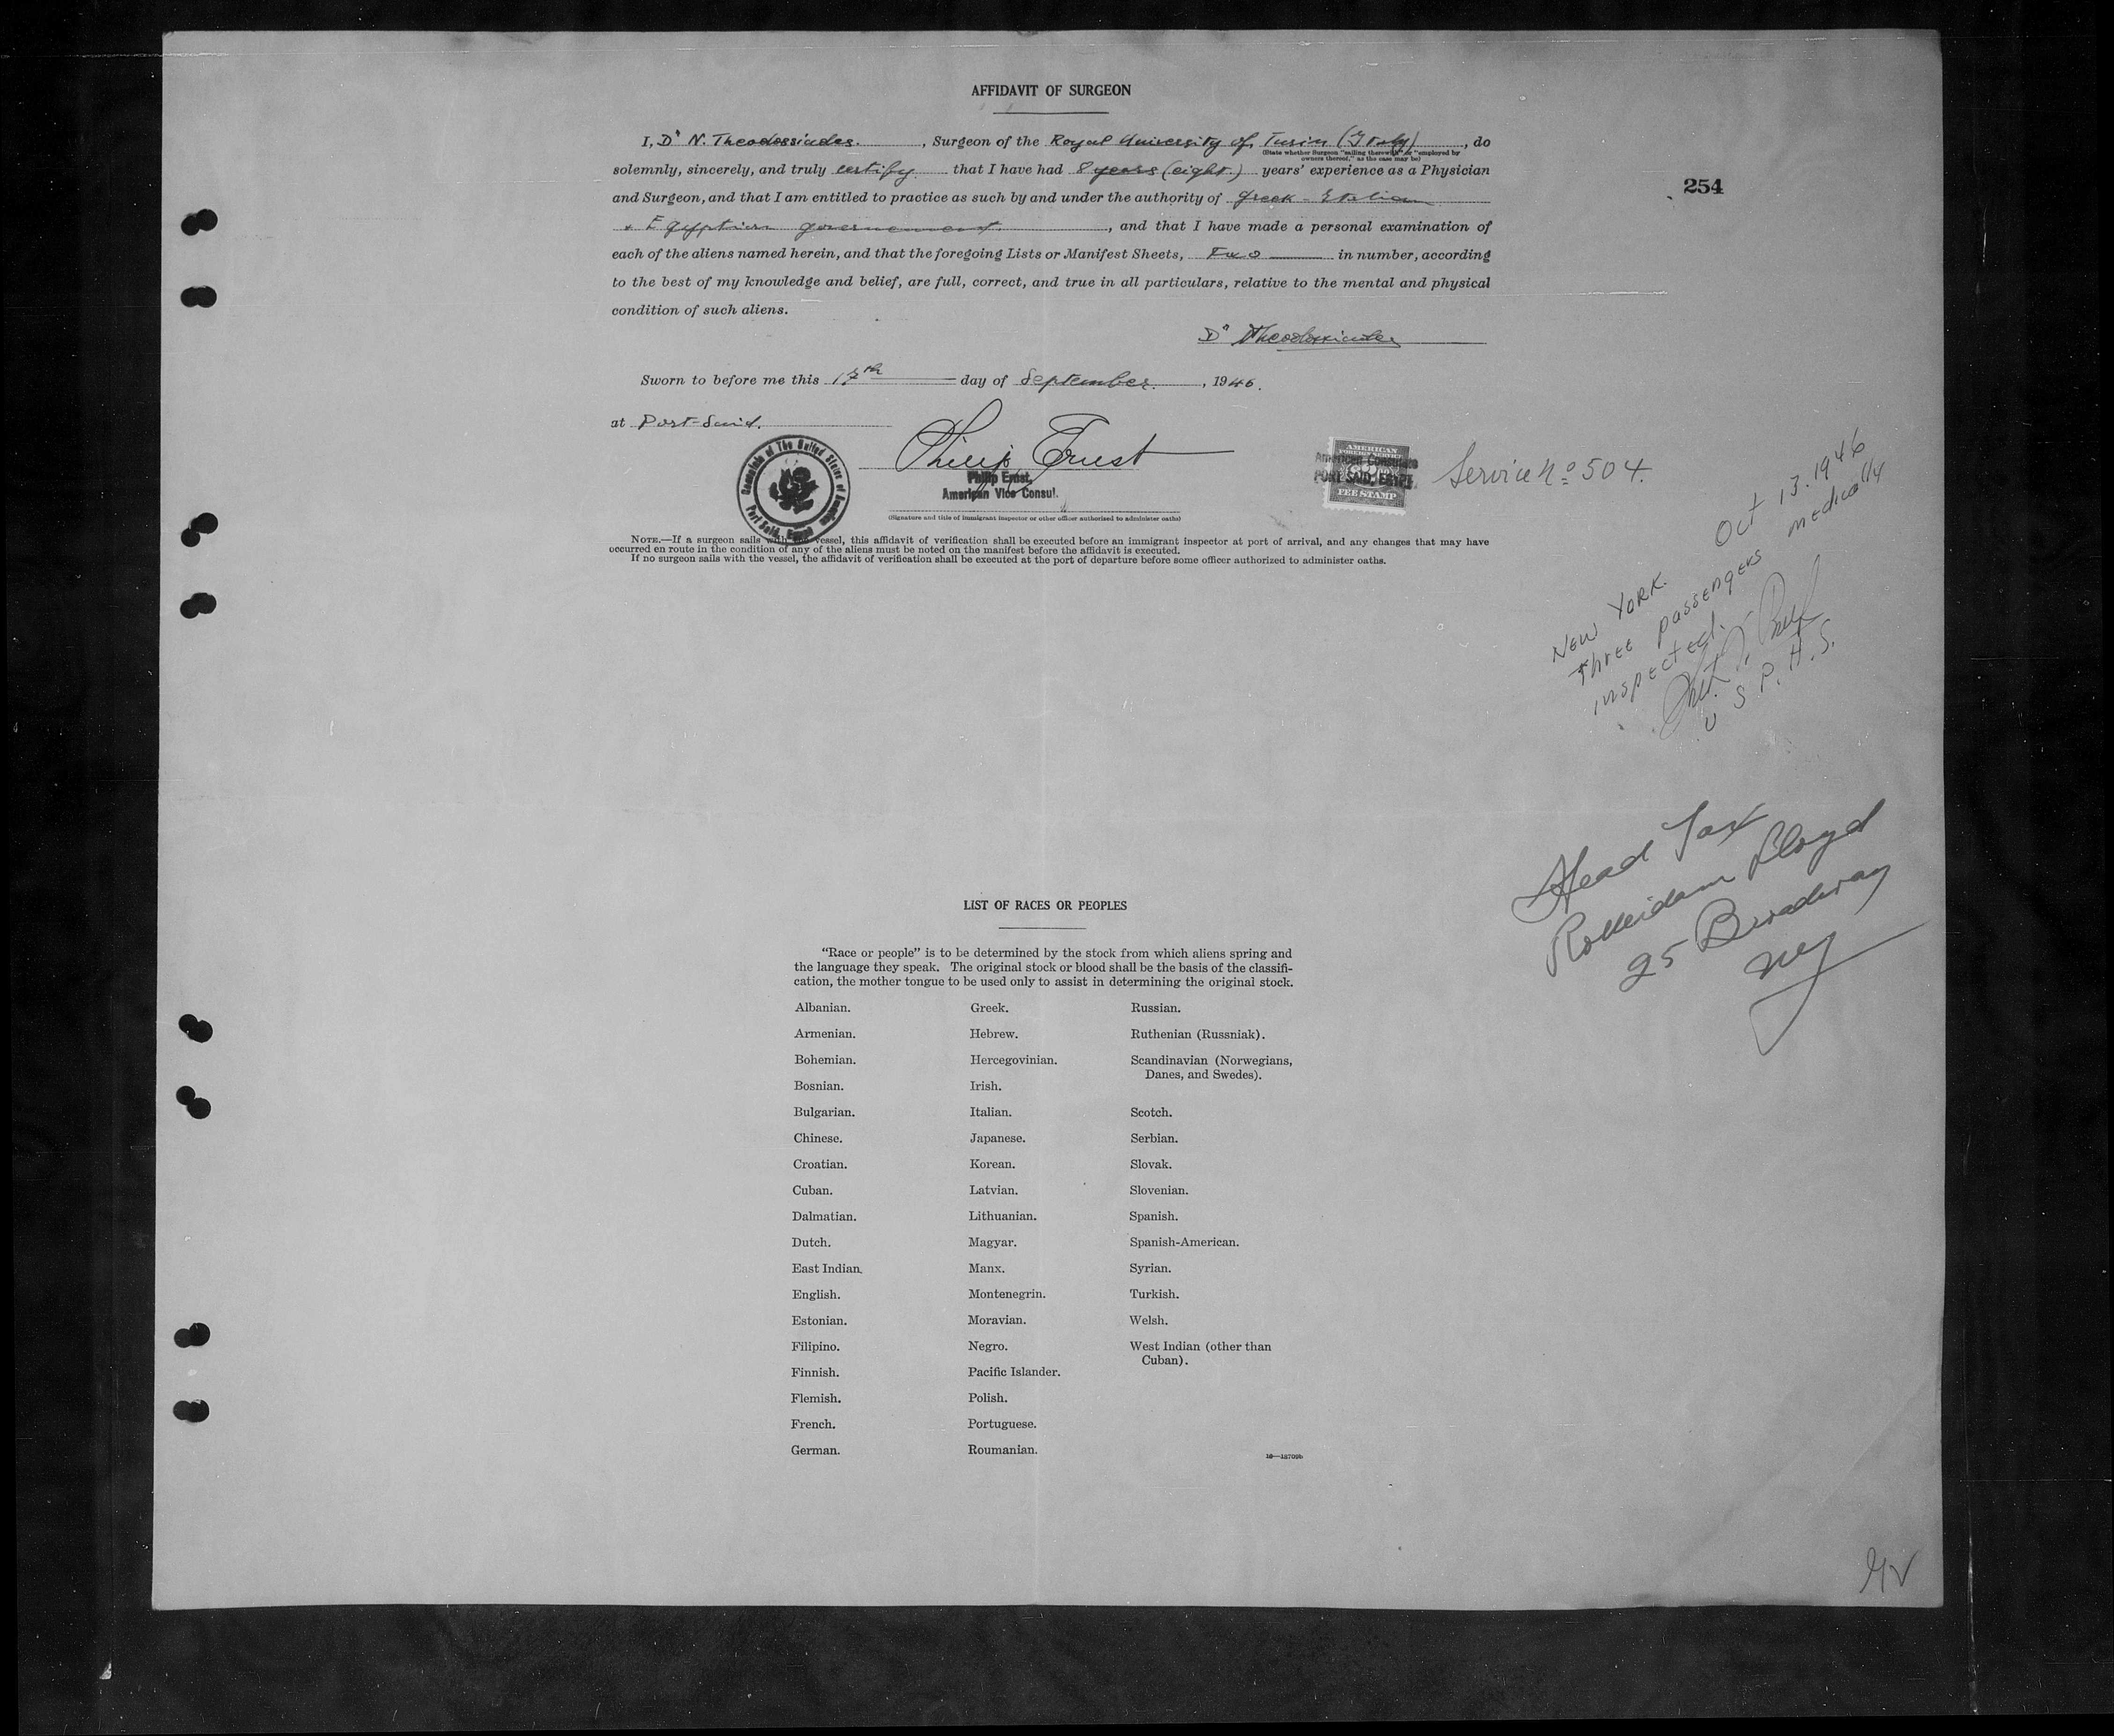 AFFIDAVIT OF SURGEON
I, Dr N. Theodossiades. , Surgeon of the Royal University of Turin (Italy) , do
(State whether Surgeon "sailing therewith" or "employed by
owners thereof," as the case may be)
solemnly, sincerely, and truly certify that I have had 8 years (eight) years' experience as a Physician
and Surgeon, and that I am entitled to practice as such by and under the authority of greek - Italian
+ Egyptian governement. , and that I have made a personal examination of
each of the aliens named herein, and that the foregoing Lists or Manifest Sheets, Two in number, according
to the best of my knowledge and belief, are full, correct, and true in all particulars, relative to the mental and physical
condition of such aliens.
Dr Theodossiades
Sworn to before me this th day of September. , 1946.
at Port-Said.
Philip Ernst
Philip Ernst,
American Vice Consul.
(Signature and title of immigrant inspector or other officer authorized to administer oaths)
Consulate of The United States of America
Port Said, Egypt
AMERICAN
FOREIGN SERVICE
American Consulate
PORT SAID, EGYPT
FEE STAMP
Service No 504.
NOTE.—If a surgeon sails with the vessel, this affidavit of verification shall be executed before an immigrant inspector at port of arrival, and any changes that may have
occurred en route in the condition of any of the aliens must be noted on the manifest before the affidavit is executed.
If no surgeon sails with the vessel, the affidavit of verification shall be executed at the port of departure before some officer authorized to administer oaths.
254
NEW YORK. Oct 13. 1946
Three passengers medically
inspected.
U S P. H. S.
Head Tax
Rotterdam Lloyd
25 Broadway
NY
LIST OF RACES OR PEOPLES
"Race or people" is to be determined by the stock from which aliens spring and
the language they speak. The original stock or blood shall be the basis of the classifi-
cation, the mother tongue to be used only to assist in determining the original stock.
Albanian.
Armenian.
Bohemian.
Bosnian.
Bulgarian.
Chinese.
Croatian.
Cuban.
Dalmatian.
Dutch.
East Indian.
English.
Estonian.
Filipino.
Finnish.
Flemish.
French.
German.
Greek.
Hebrew.
Hercegovinian.
Irish.
Italian.
Japanese.
Korean.
Latvian.
Lithuanian.
Magyar.
Manx.
Montenegrin.
Moravian.
Negro.
Pacific Islander.
Polish.
Portuguese.
Roumanian.
Russian.
Ruthenian (Russniak).
Scandinavian (Norwegians,
Danes, and Swedes).
Scotch.
Serbian.
Slovak.
Slovenian.
Spanish.
Spanish-American.
Syrian.
Turkish.
Welsh.
West Indian (other than
Cuban).